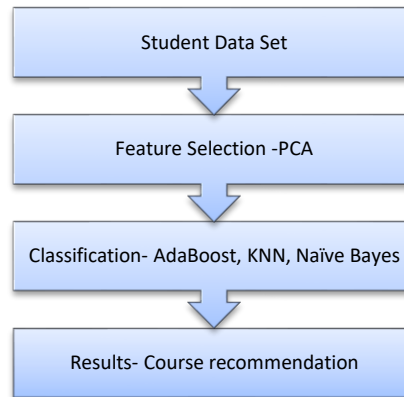 Student Data Set
Feature Selection -PCA
Classification- AdaBoost, KNN, Naïve Bayes
Results- Course recommendation